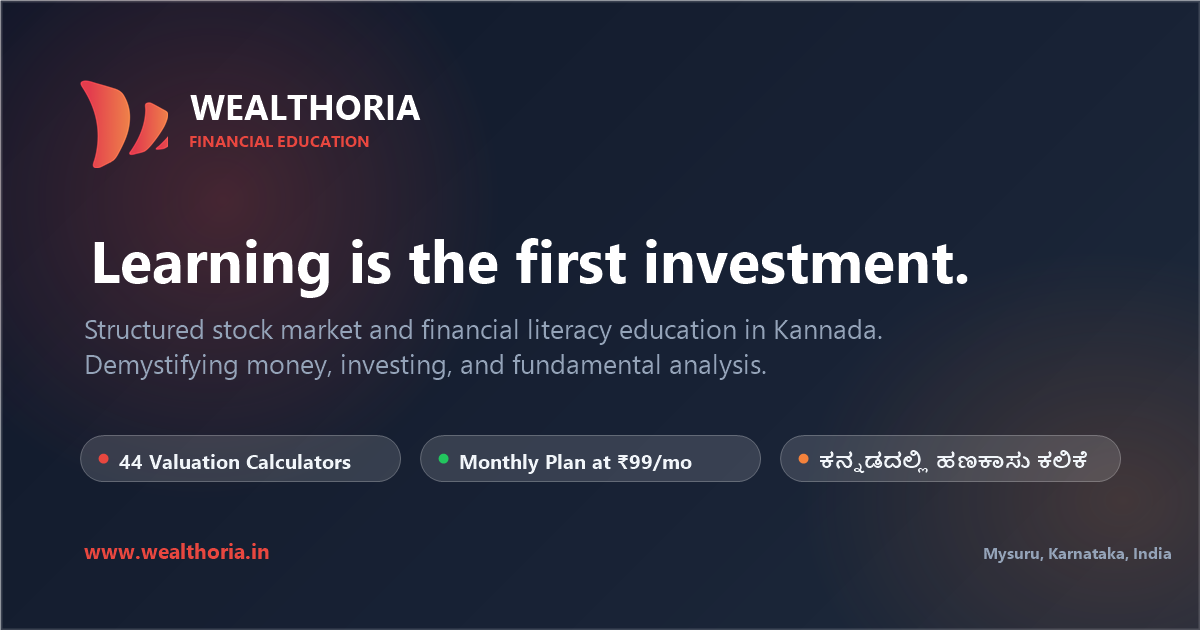 WEALTHORIA
FINANCIAL EDUCATION
Learning is the first investment.
Structured stock market and financial literacy education in Kannada.
Demystifying money, investing, and fundamental analysis.
44 Valuation Calculators
Monthly Plan at ₹99/mo
ಕನ್ನಡದಲ್ಲಿ ಹಣಕಾಸು ಕಲಿಕೆ
www.wealthoria.in
Mysuru, Karnataka, India